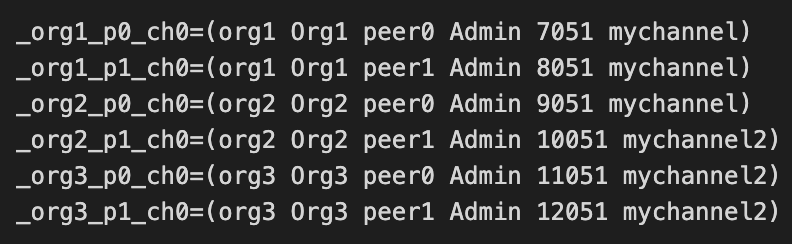 _org1_p0_ch0=(org1 Org1 peer0 Admin 7051 mychannel)
_org1_p1_ch0=(org1 Org1 peer1 Admin 8051 mychannel)
_org2_p0_ch0=(org2 Org2 peer0 Admin 9051 mychannel)
_org2_p1_ch0=(org2 Org2 peer1 Admin 10051 mychannel2)
_org3_p0_ch0=(org3 Org3 peer0 Admin 11051 mychannel2)
_org3_p1_ch0=(org3 Org3 peer1 Admin 12051 mychannel2)